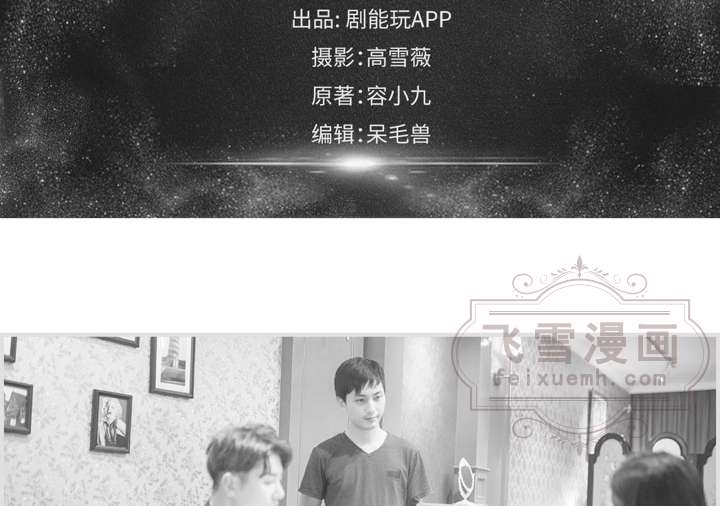 出品: 剧能玩APP
摄影:高雪薇
原著:容小九
编辑:呆毛兽
飞雪漫画
feixuemh.com